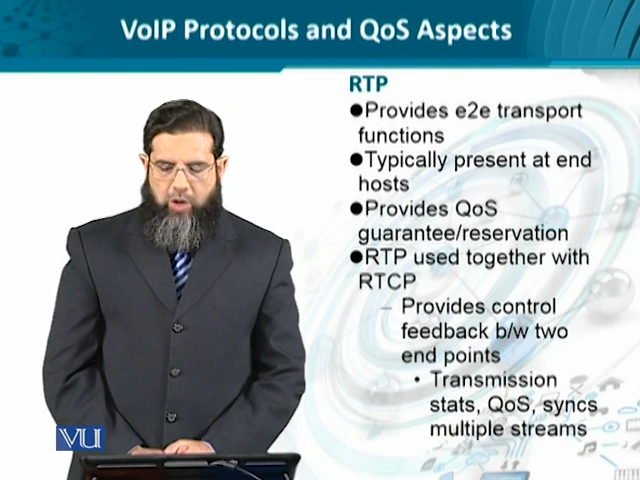 VoIP Protocols and QoS Aspects
RTP
●Provides e2e transport
functions
●Typically present at end
hosts
●Provides QoS
guarantee/reservation
●RTP used together with
RTCP
– Provides control
feedback b/w two
end points
• Transmission
stats, QoS, syncs
multiple streams
VU